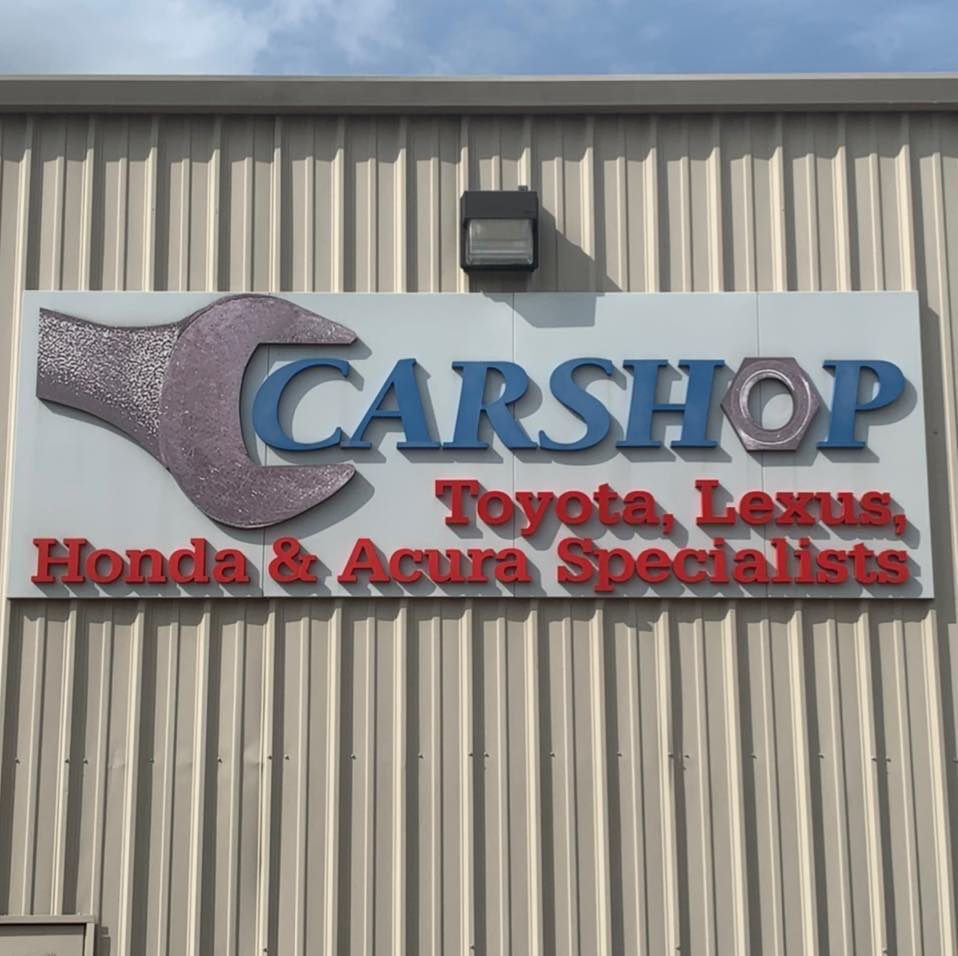 CARSHOP
Toyota, Lexus,
Honda & Acura Specialists